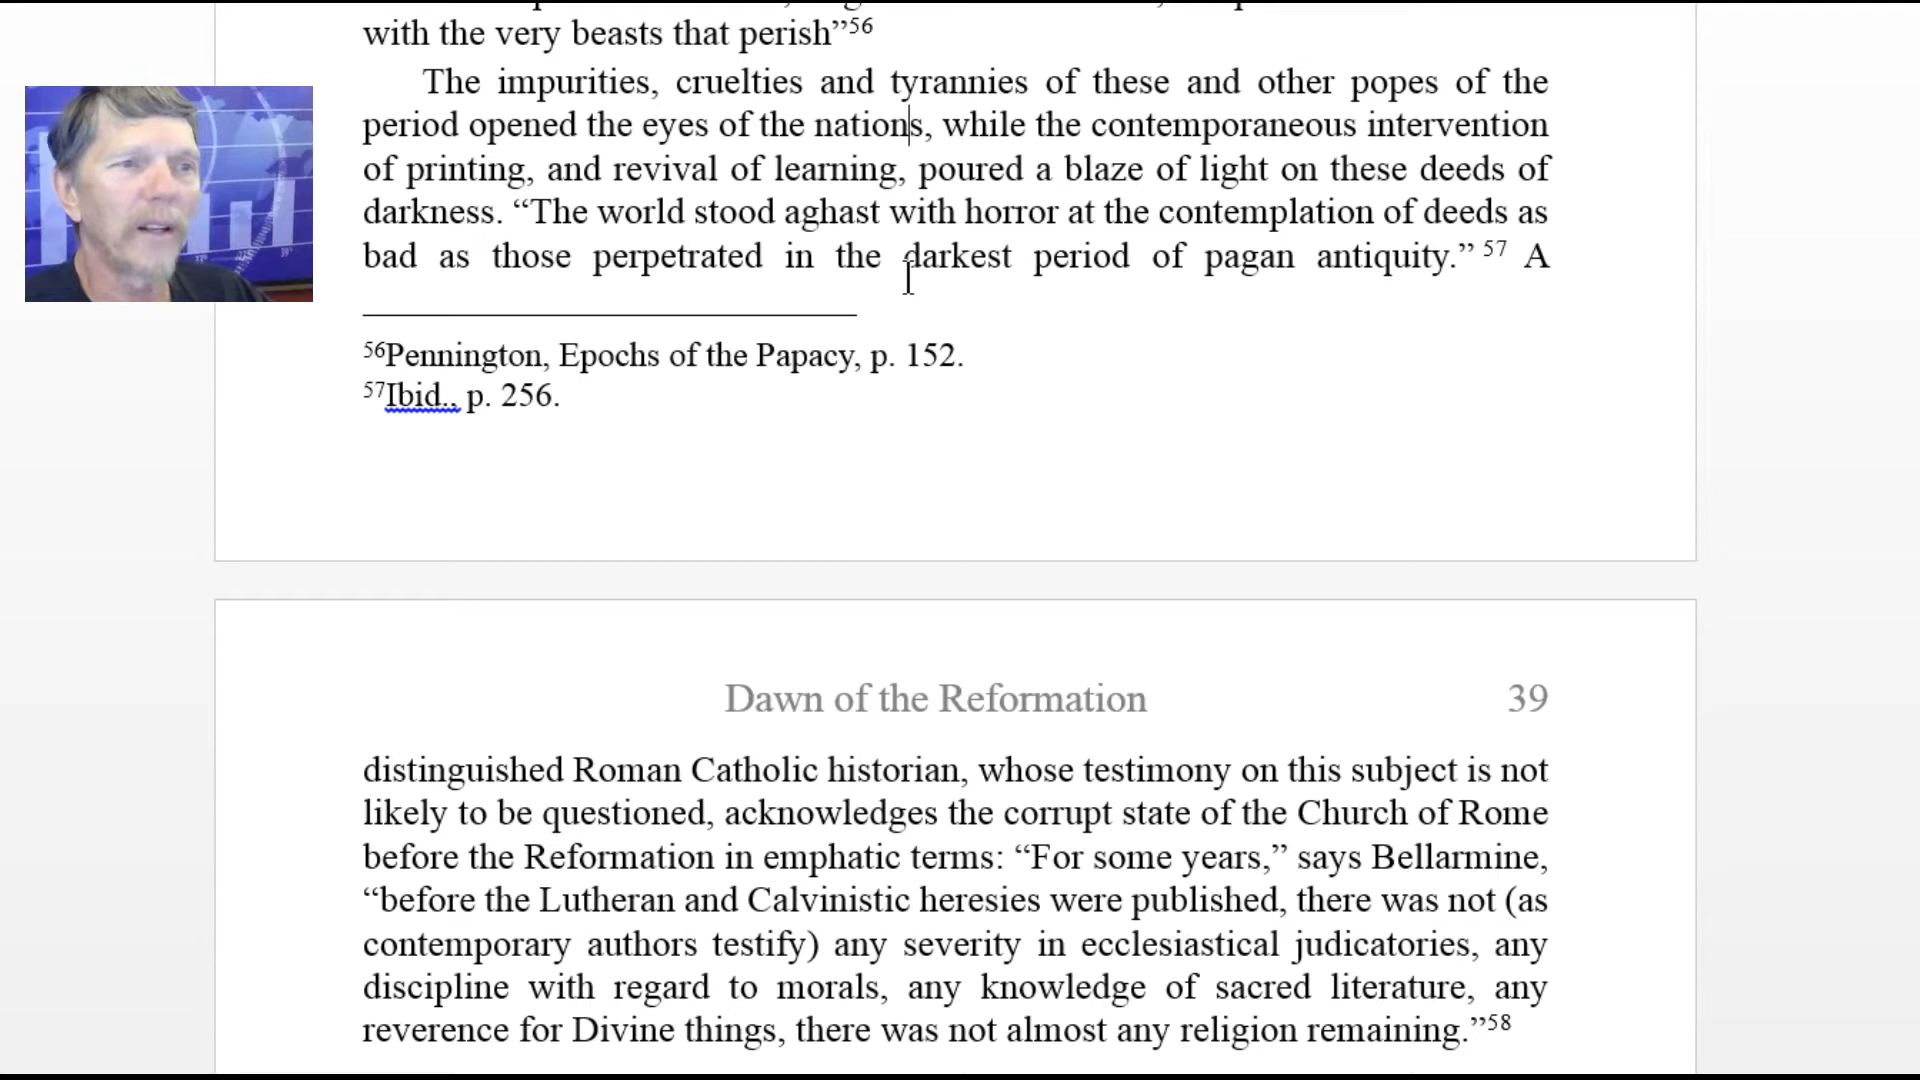 with the very beasts that perish”56
The impurities, cruelties and tyrannies of these and other popes of the
period opened the eyes of the nations, while the contemporaneous intervention
of printing, and revival of learning, poured a blaze of light on these deeds of
darkness. “The world stood aghast with horror at the contemplation of deeds as
bad as those perpetrated in the darkest period of pagan antiquity.” 57 A
56Pennington, Epochs of the Papacy, p. 152.
57Ibid., p. 256.
Dawn of the Reformation 39
distinguished Roman Catholic historian, whose testimony on this subject is not
likely to be questioned, acknowledges the corrupt state of the Church of Rome
before the Reformation in emphatic terms: “For some years,” says Bellarmine,
“before the Lutheran and Calvinistic heresies were published, there was not (as
contemporary authors testify) any severity in ecclesiastical judicatories, any
discipline with regard to morals, any knowledge of sacred literature, any
reverence for Divine things, there was not almost any religion remaining.”58